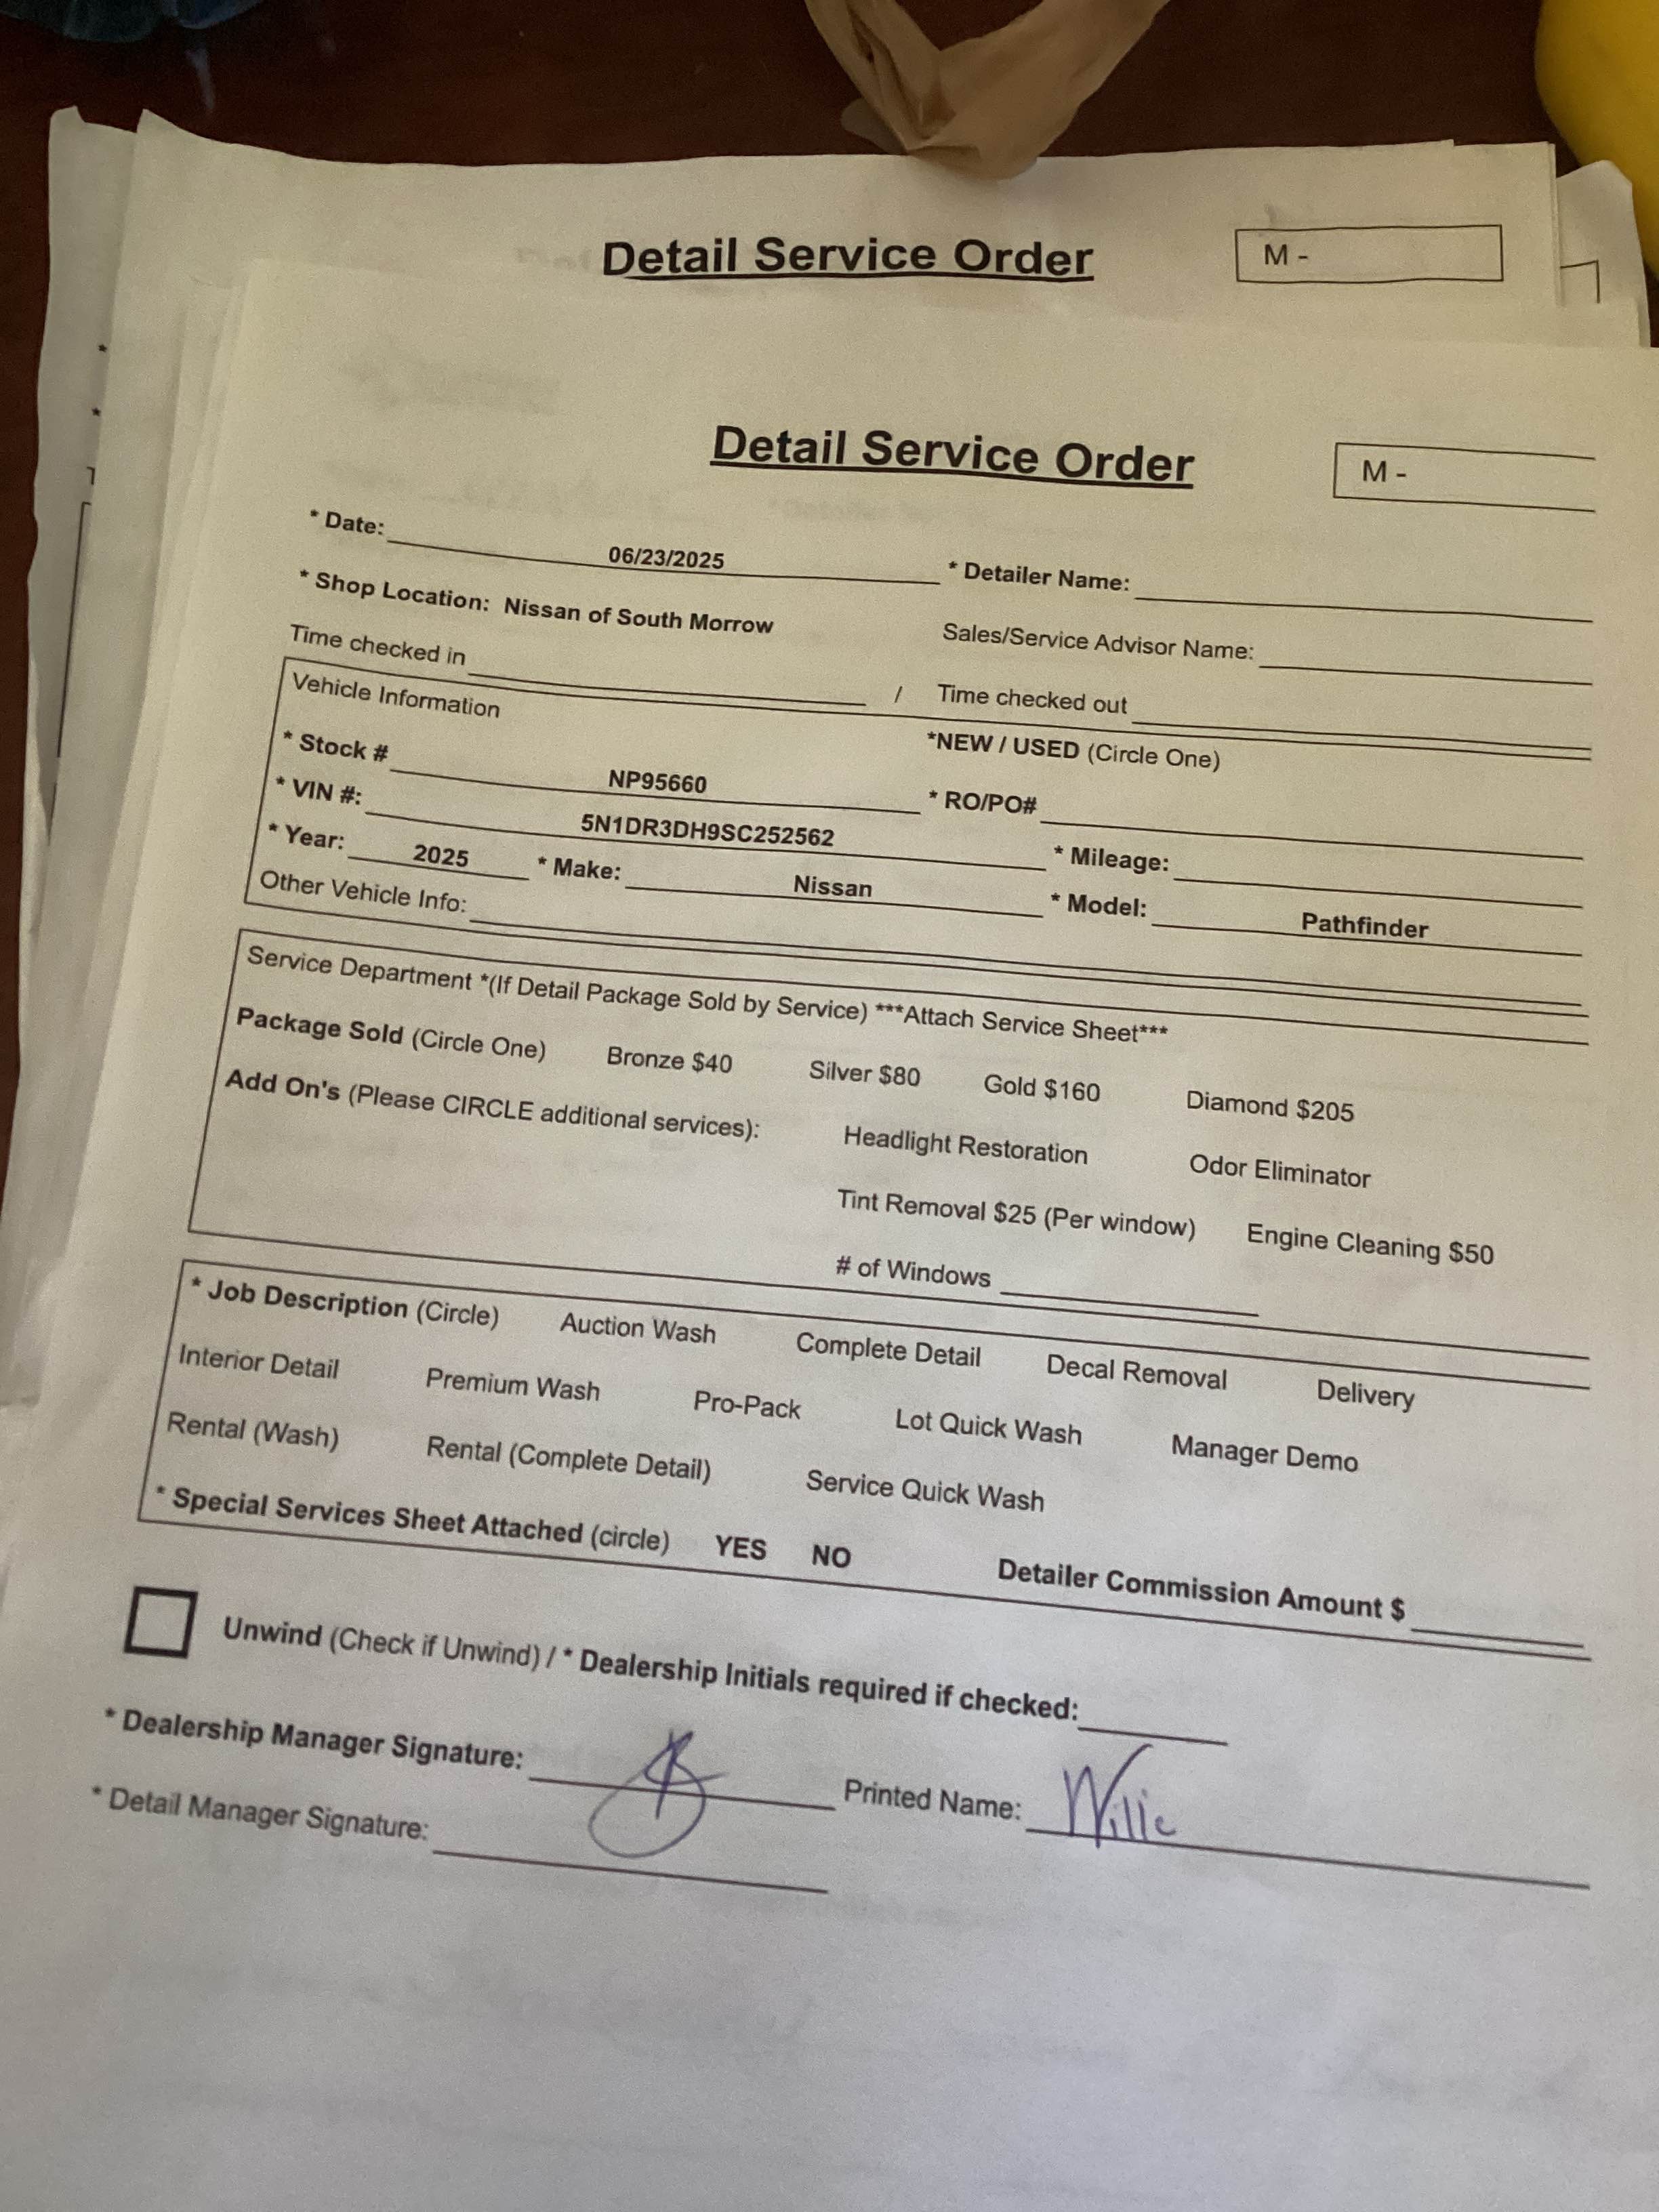 Detail Service Order
M -
Detail Service Order
M -
* Date: 06/23/2025 * Detailer Name:
* Shop Location: Nissan of South Morrow Sales/Service Advisor Name:
Time checked in / Time checked out
Vehicle Information *NEW / USED (Circle One)
* Stock # NP95660 * RO/PO#
* VIN #: 5N1DR3DH9SC252562 * Mileage:
* Year: 2025 * Make: Nissan * Model: Pathfinder
Other Vehicle Info:
Service Department *(If Detail Package Sold by Service) ***Attach Service Sheet***
Package Sold (Circle One) Bronze $40 Silver $80 Gold $160 Diamond $205
Add On's (Please CIRCLE additional services): Headlight Restoration Odor Eliminator
Tint Removal $25 (Per window) Engine Cleaning $50
# of Windows
* Job Description (Circle) Auction Wash Complete Detail Decal Removal Delivery
Interior Detail Premium Wash Pro-Pack Lot Quick Wash Manager Demo
Rental (Wash) Rental (Complete Detail) Service Quick Wash
* Special Services Sheet Attached (circle) YES NO Detailer Commission Amount $
Unwind (Check if Unwind) / * Dealership Initials required if checked:
* Dealership Manager Signature: Printed Name: Willie
* Detail Manager Signature: